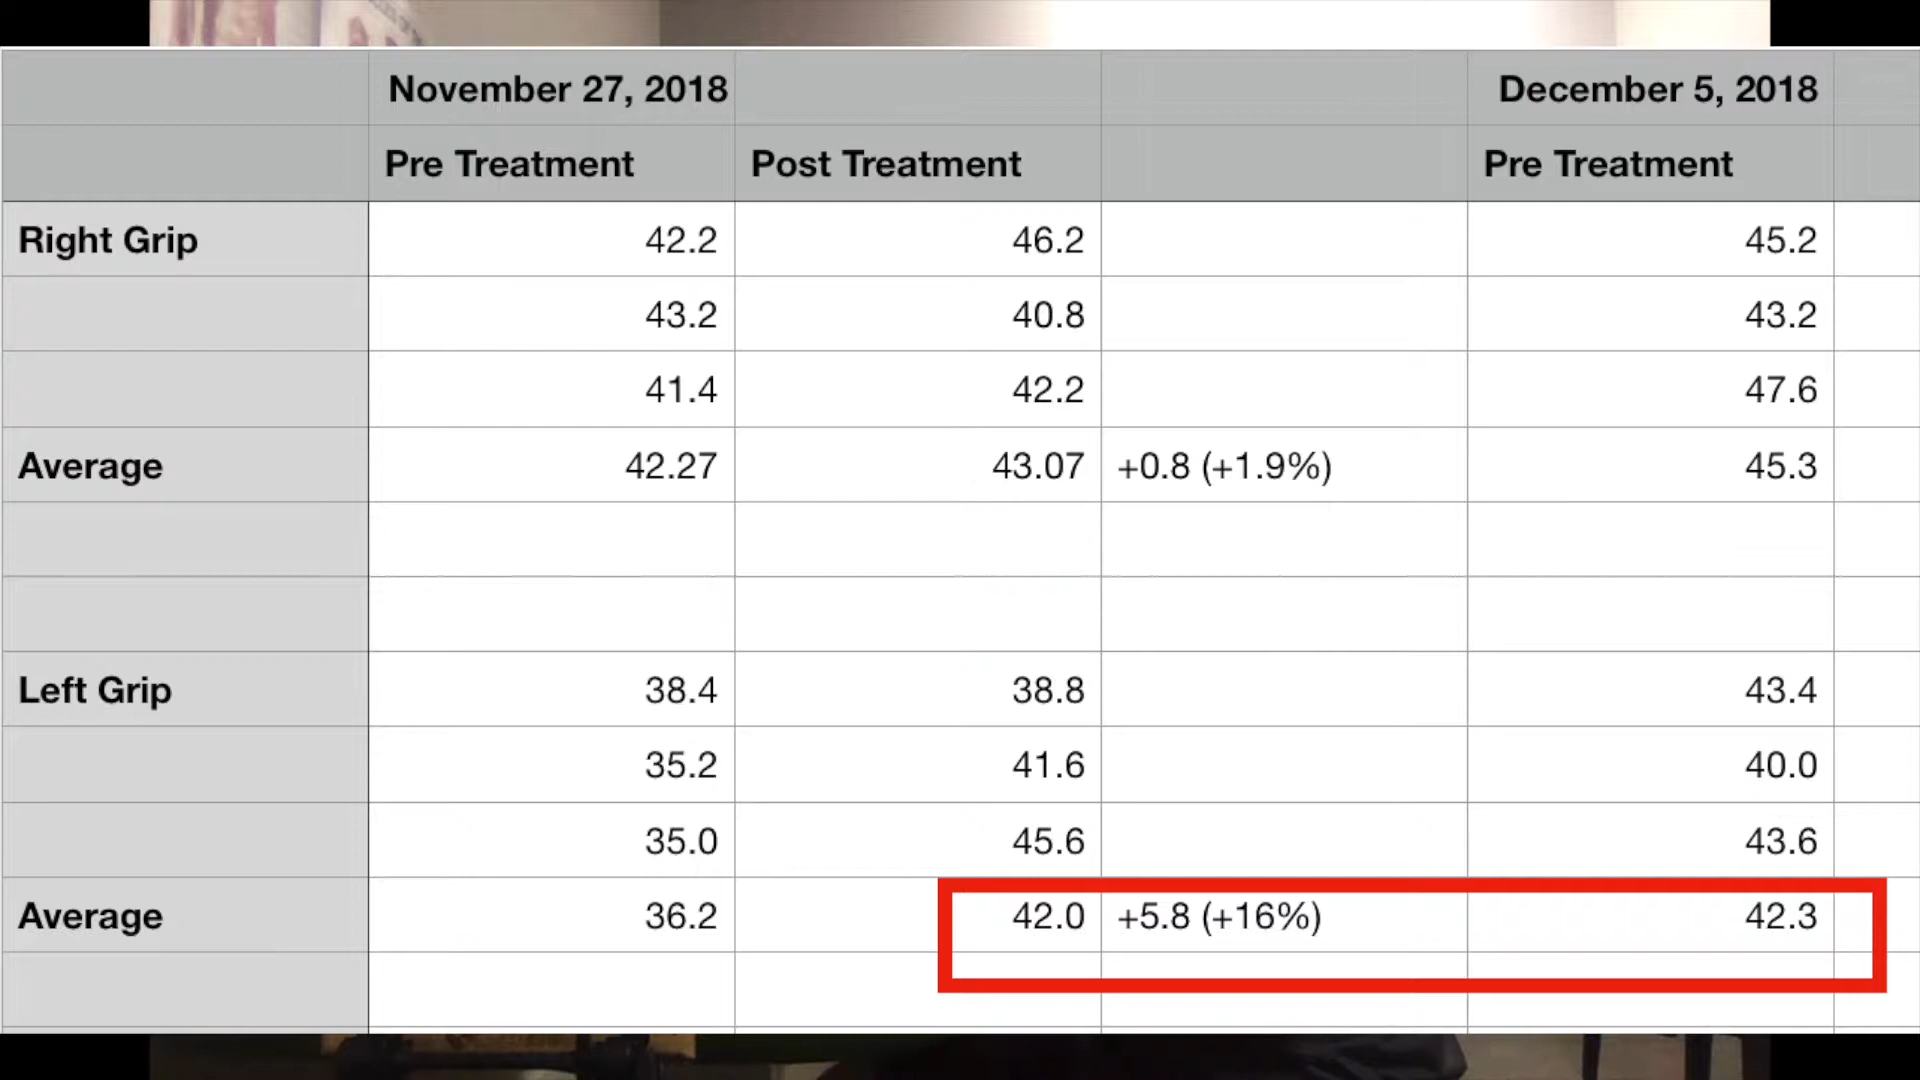 November 27, 2018 December 5, 2018
Pre Treatment Post Treatment Pre Treatment
Right Grip 42.2 46.2 45.2
43.2 40.8 43.2
41.4 42.2 47.6
Average 42.27 43.07 +0.8 (+1.9%) 45.3
Left Grip 38.4 38.8 43.4
35.2 41.6 40.0
35.0 45.6 43.6
Average 36.2 42.0 +5.8 (+16%) 42.3